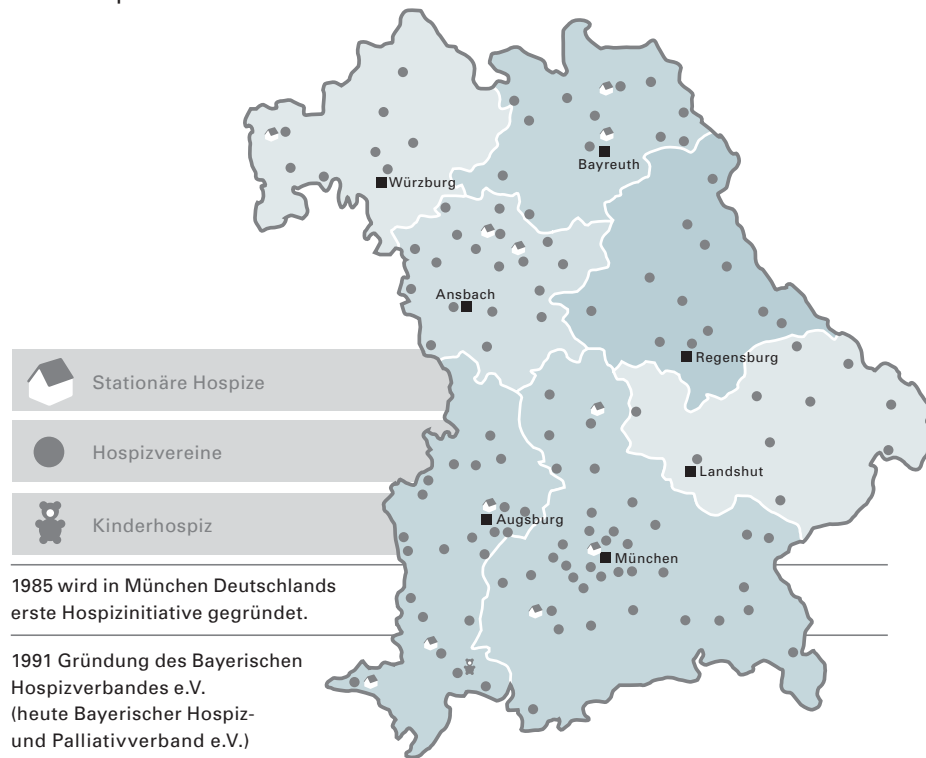 Bayreuth
Würzburg
Ansbach
Regensburg
Stationäre Hospize
Hospizvereine
Landshut
Kinderhospiz
Augsburg
München
1985 wird in München Deutschlands
erste Hospizinitiative gegründet.
1991 Gründung des Bayerischen
Hospizverbandes e.V.
(heute Bayerischer Hospiz-
und Palliativverband e.V.)